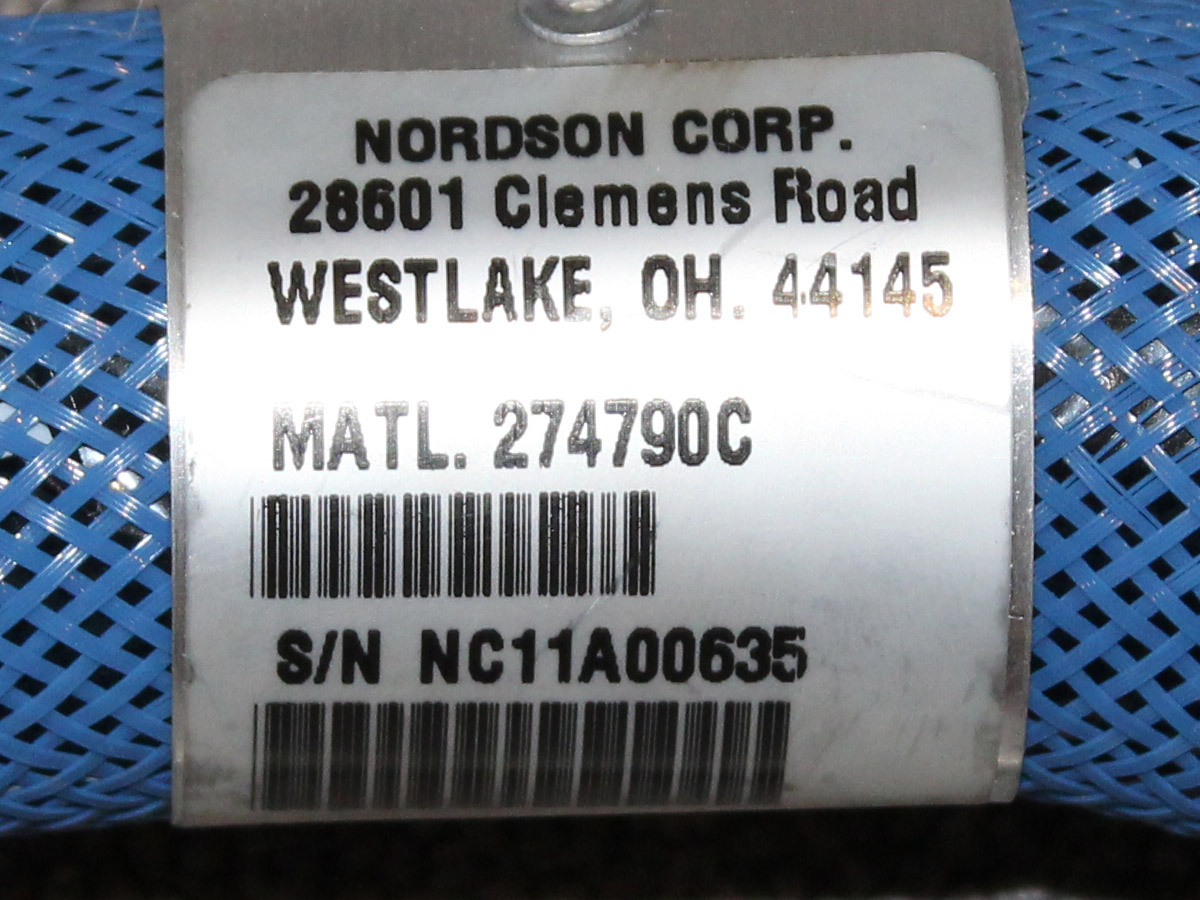 NORDSON CORP.
28601 Clemens Road
WESTLAKE, OH. 44145
MATL. 274790C
S/N NC11A00635